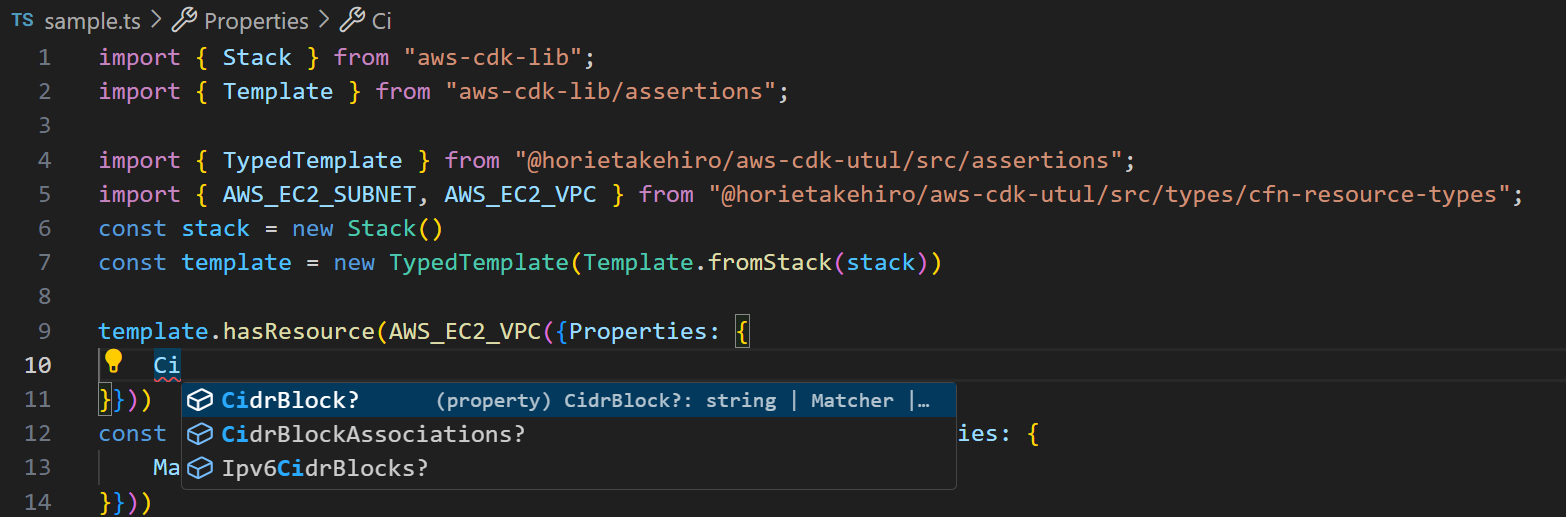 TS sample.ts > Properties > Ci
1 import { Stack } from "aws-cdk-lib";
2 import { Template } from "aws-cdk-lib/assertions";
3
4 import { TypedTemplate } from "@horietakehiro/aws-cdk-utul/src/assertions";
5 import { AWS_EC2_SUBNET, AWS_EC2_VPC } from "@horietakehiro/aws-cdk-utul/src/types/cfn-resource-types";
6 const stack = new Stack()
7 const template = new TypedTemplate(Template.fromStack(stack))
8
9 template.hasResource(AWS_EC2_VPC({Properties: {
10 Ci
11 }}))
CidrBlock? (property) CidrBlock?: string | Matcher |…
12 const
CidrBlockAssociations?
ies: {
13 Ma
Ipv6CidrBlocks?
14 }}))